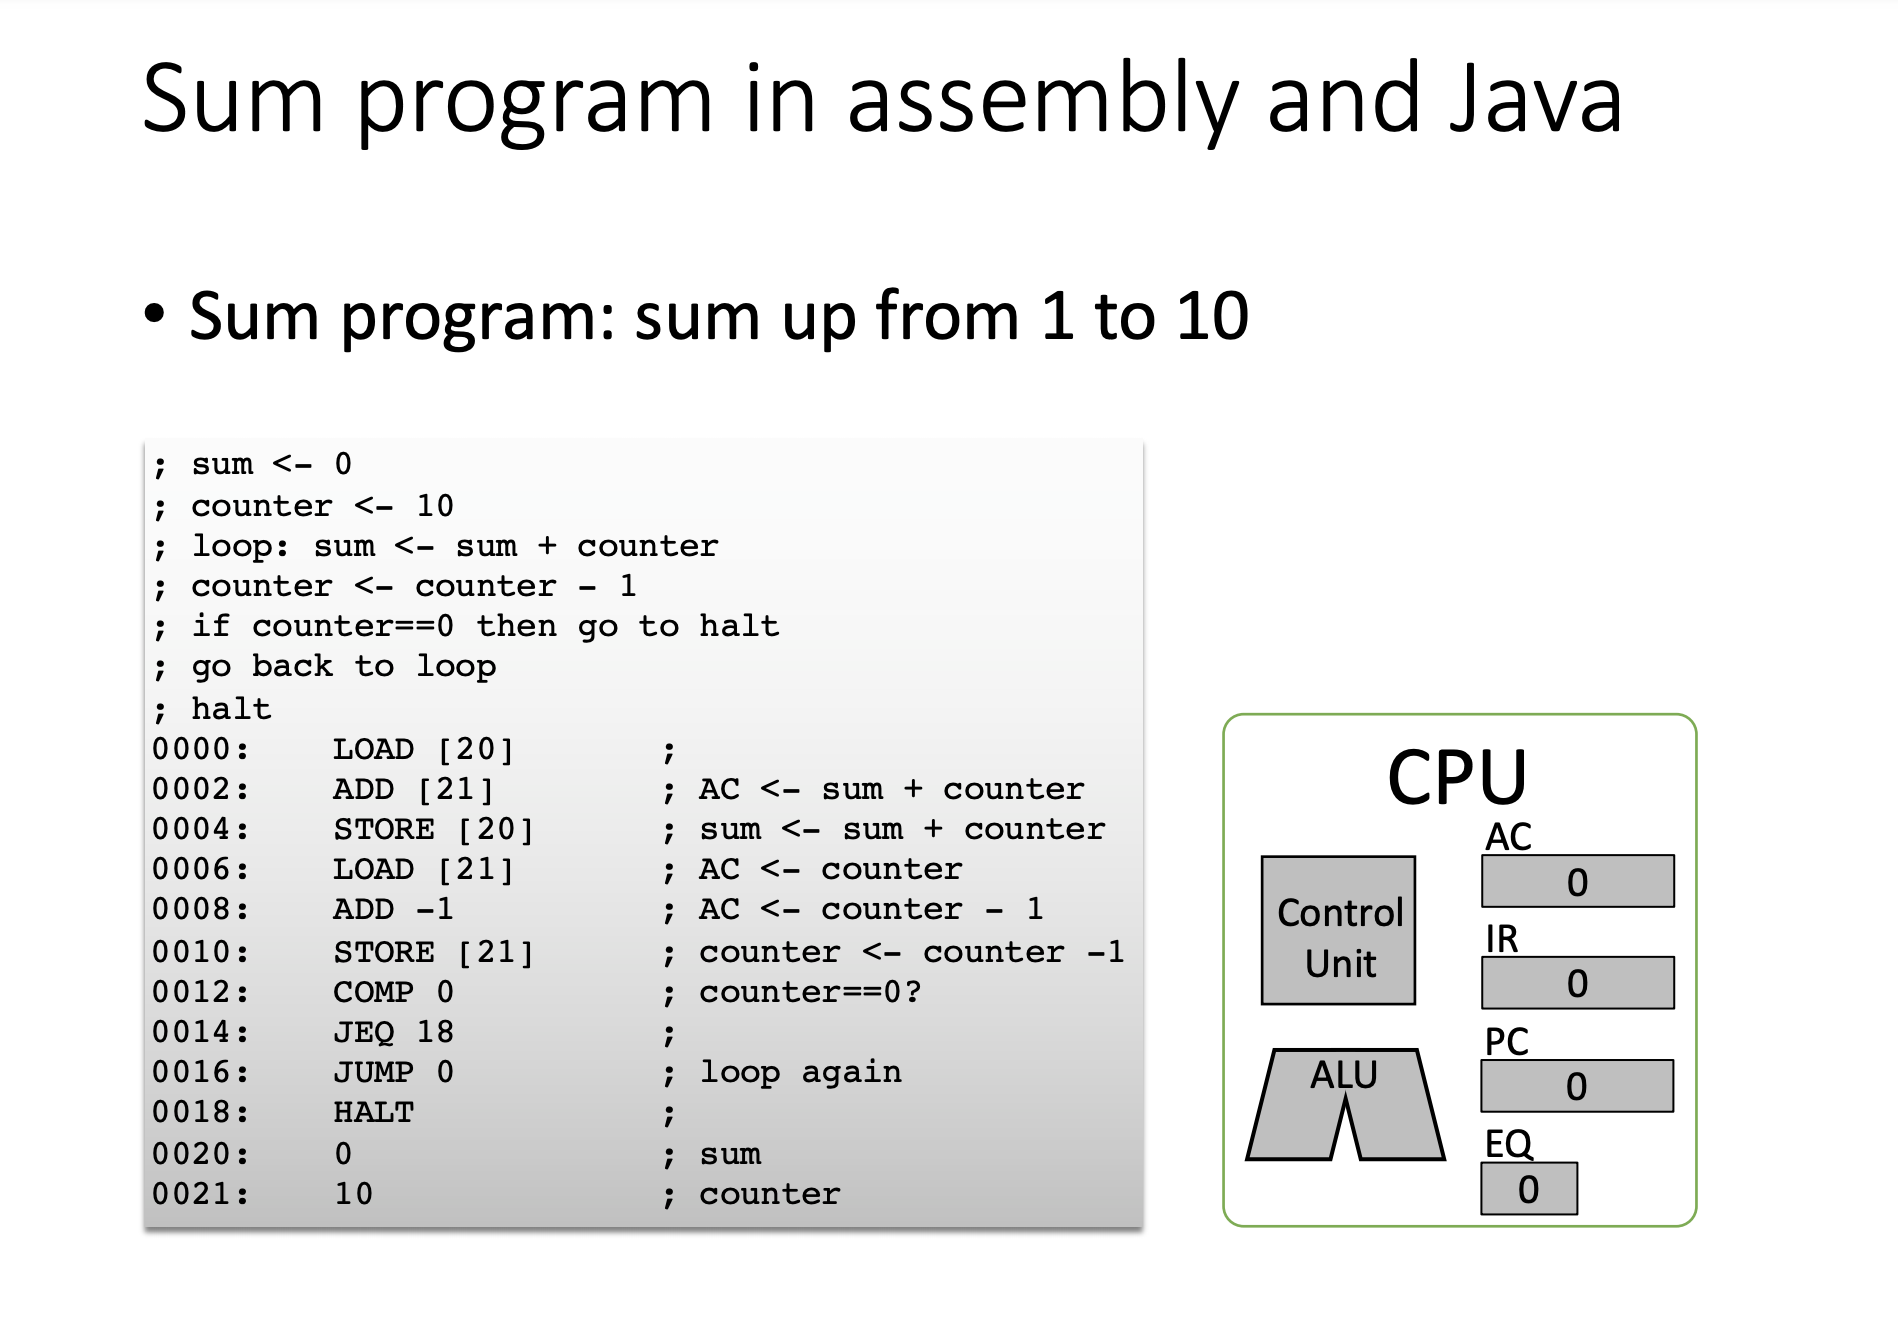 Sum program in assembly and Java
• Sum program: sum up from 1 to 10
; sum <- 0
; counter <- 10
; loop: sum <- sum + counter
; counter <- counter - 1
; if counter==0 then go to halt
; go back to loop
; halt
0000: LOAD [20] ;
0002: ADD [21] ; AC <- sum + counter
0004: STORE [20] ; sum <- sum + counter
0006: LOAD [21] ; AC <- counter
0008: ADD -1 ; AC <- counter - 1
0010: STORE [21] ; counter <- counter -1
0012: COMP 0 ; counter==0?
0014: JEQ 18 ;
0016: JUMP 0 ; loop again
0018: HALT ;
0020: 0 ; sum
0021: 10 ; counter
CPU
Control
Unit
ALU
AC
0
IR
0
PC
0
EQ
0